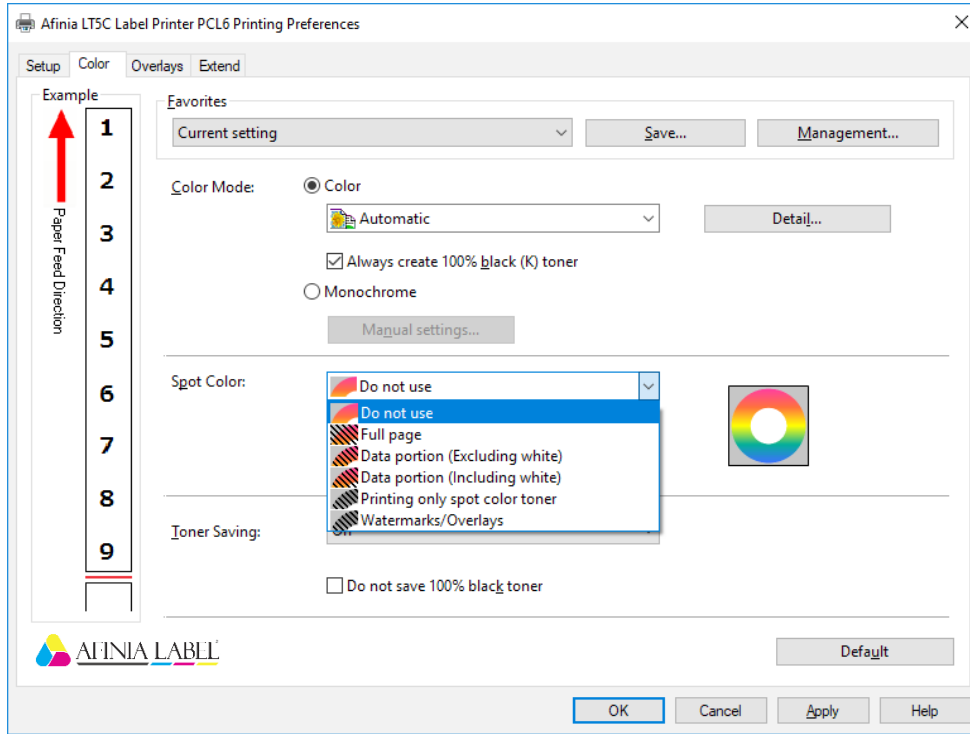 Afinia LT5C Label Printer PCL6 Printing Preferences
Setup Color Overlays Extend
Example
1
2
3
4
5
6
7
8
9
Paper Feed Direction
Favorites
Current setting Save... Management...
Color Mode: Color
Automatic Detail...
Always create 100% black (K) toner
Monochrome
Manual settings...
Spot Color: Do not use
Do not use
Full page
Data portion (Excluding white)
Data portion (Including white)
Printing only spot color toner
Watermarks/Overlays
Toner Saving:
Do not save 100% black toner
AFINIA LABEL
Default
OK Cancel Apply Help